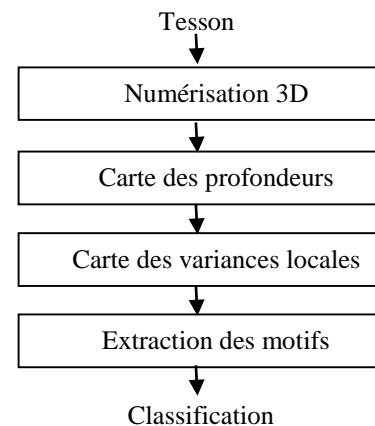 Tesson
Numérisation 3D
Carte des profondeurs
Carte des variances locales
Extraction des motifs
Classification